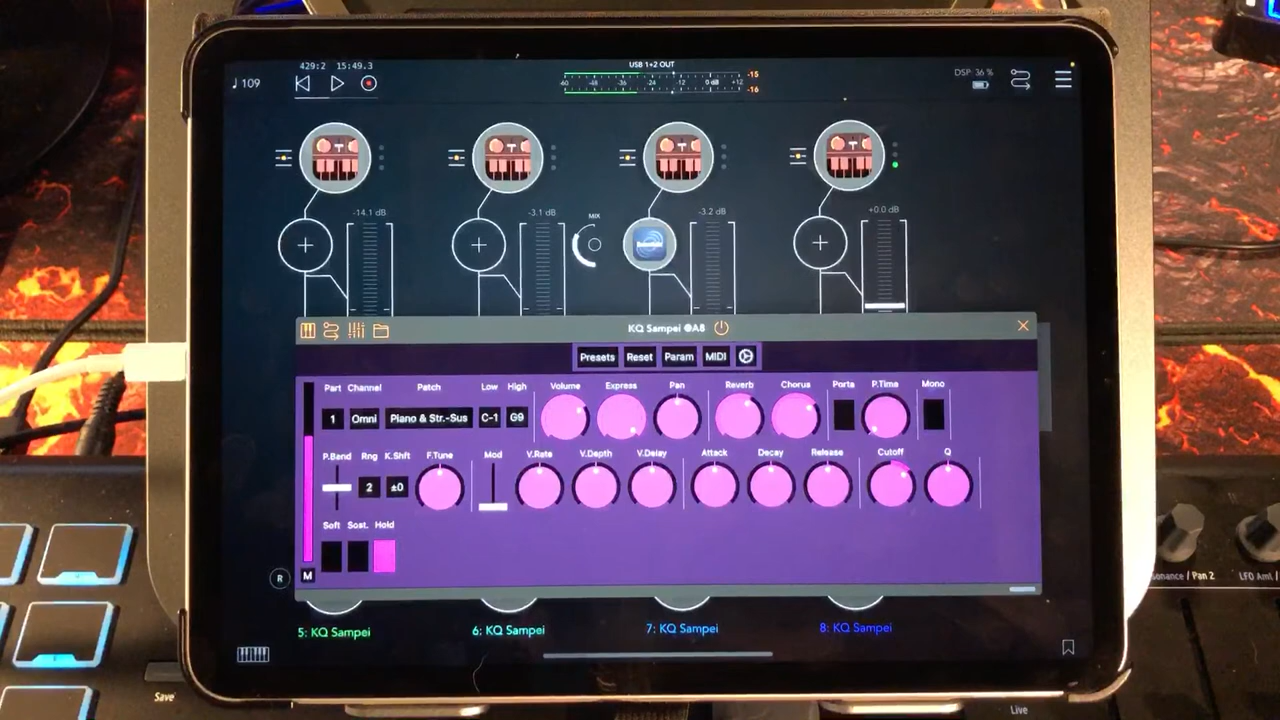 429:2 15:49.3
USB 1+2 OUT
109
-60 -48 -36 -24 -12 0 dB +12
-15
-16
DSP: 36 %
-14.1 dB
-3.1 dB
MIX
-3.2 dB
+0.0 dB
KQ Sampei @A8
Presets Reset Param MIDI
Part Channel Patch Low High Volume Express Pan Reverb Chorus Porta P.Time Mono
1 Omni Piano & Str.-Sus C-1 G9
P.Band Rng K.Shft F.Tune Mod V.Rate V.Depth V.Delay Attack Decay Release Cutoff Q
2 ±0
Soft Sost. Hold
M
R
5: KQ Sampei 6: KQ Sampei 7: KQ Sampei 8: KQ Sampei
Save
Live
sonance / Pan 2